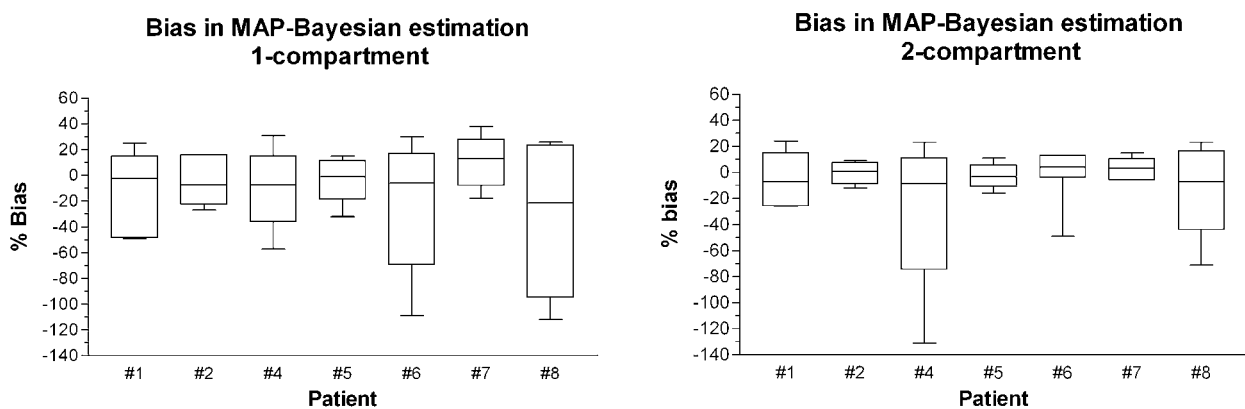 Bias in MAP-Bayesian estimation
1-compartment
% Bias
60
40
20
0
-20
-40
-60
-80
-100
-120
-140
#1 #2 #4 #5 #6 #7 #8
Patient
Bias in MAP-Bayesian estimation
2-compartment
% bias
60
40
20
0
-20
-40
-60
-80
-100
-120
-140
#1 #2 #4 #5 #6 #7 #8
Patient